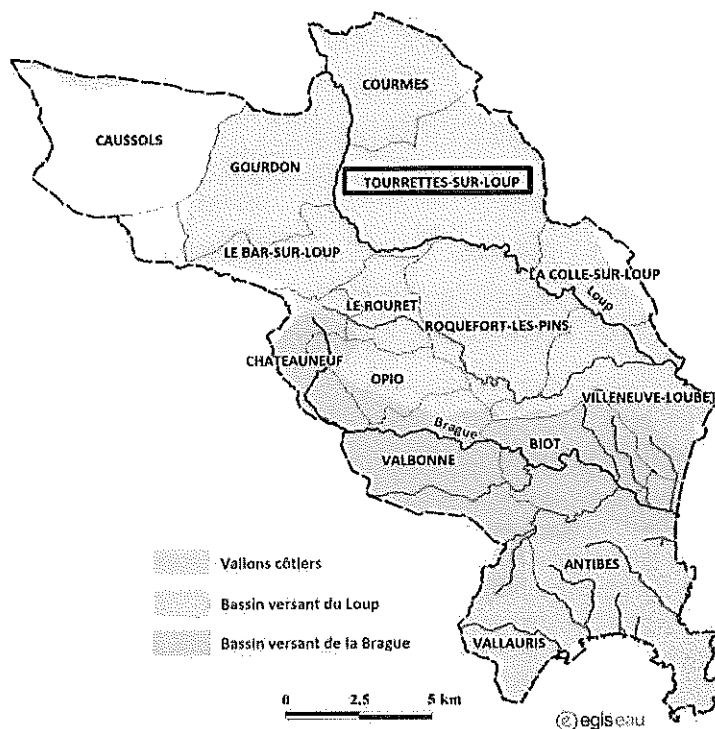 COURMES
CAUSSOLS
GOURDON
TOURRETTES-SUR-LOUP
LE BAR-SUR-LOUP
LA COLLE-SUR-LOUP
Loup
LE ROURET
ROQUEFORT-LES-PINS
CHATEAUNEUF
OPIO
VILLENEUVE-LOUBET
Brague
BIOT
VALBONNE
Vallons côtiers
ANTIBES
Bassin versant du Loup
Bassin versant de la Brague
VALLAURIS
0 2,5 5 km
egis eau